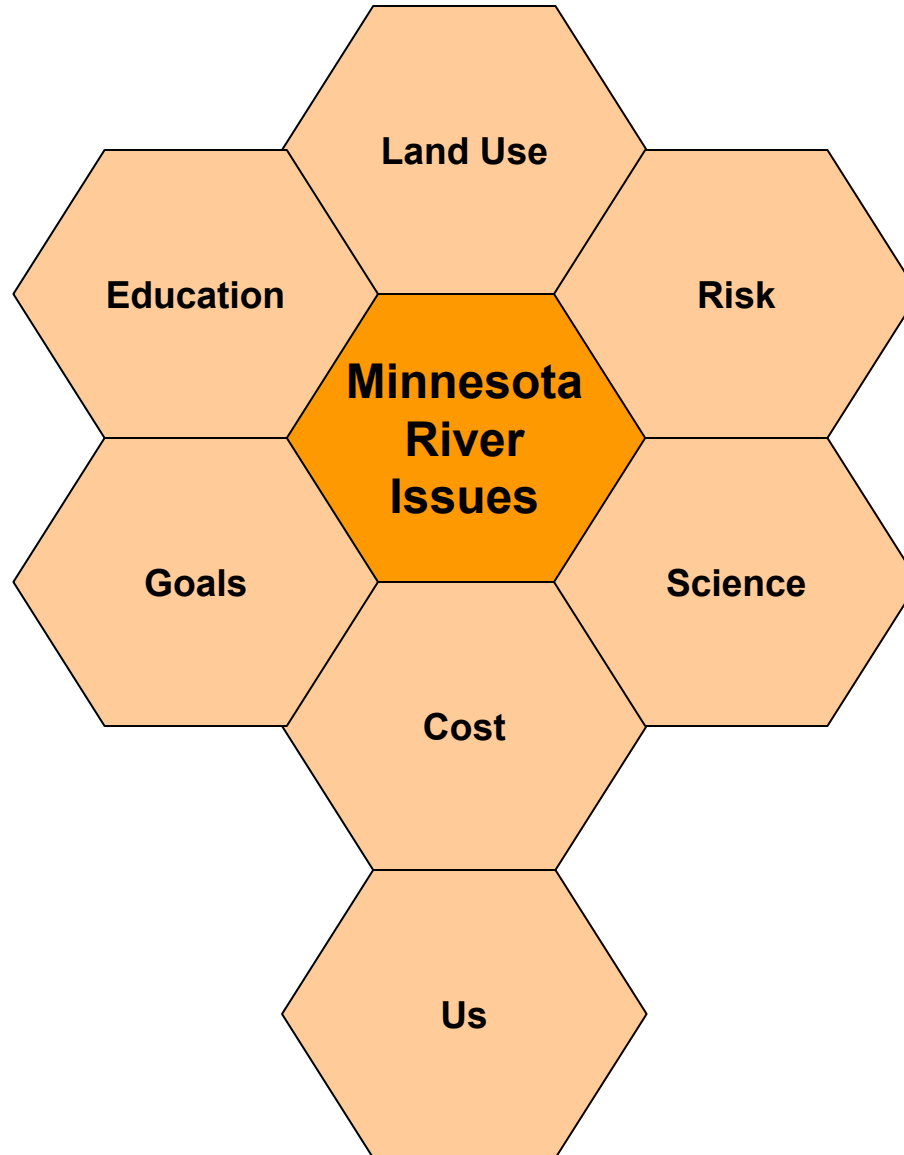 Land Use
Education
Risk
Minnesota
River
Issues
Goals
Science
Cost
Us